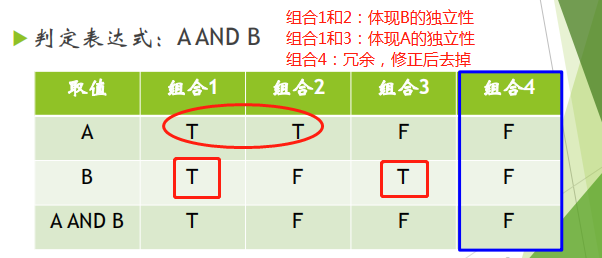 判定表达式：A AND B
组合1和2：体现B的独立性
组合1和3：体现A的独立性
组合4：冗余，修正后去掉
取值 组合1 组合2 组合3 组合4
A T T F F
B T F T F
A AND B T F F F